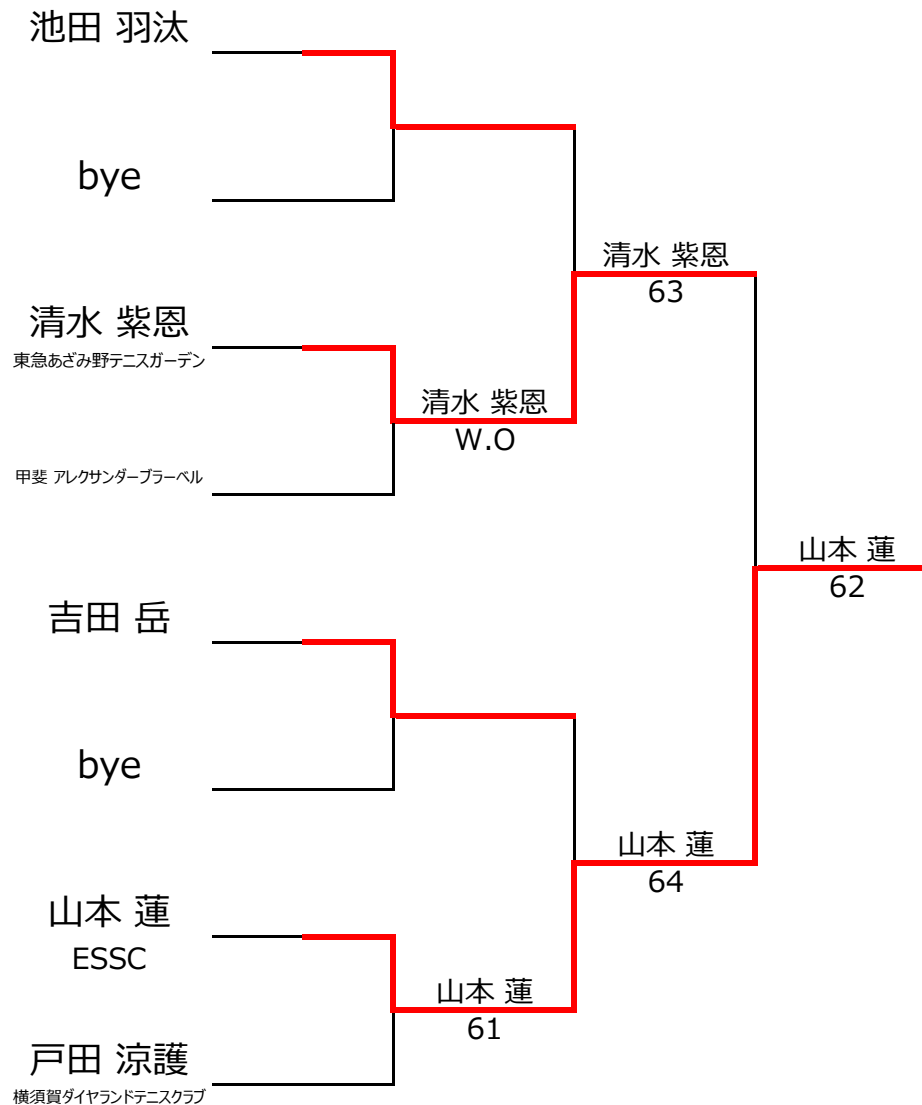 池田 羽汰
bye
清水 紫恩
63
清水 紫恩
東急あざみ野テニスガーデン
清水 紫恩
W.O
甲斐 アレクサンダーブラーベル
山本 蓮
62
吉田 岳
bye
山本 蓮
64
山本 蓮
ESSC
山本 蓮
61
戸田 涼護
横須賀ダイヤランドテニスクラブ